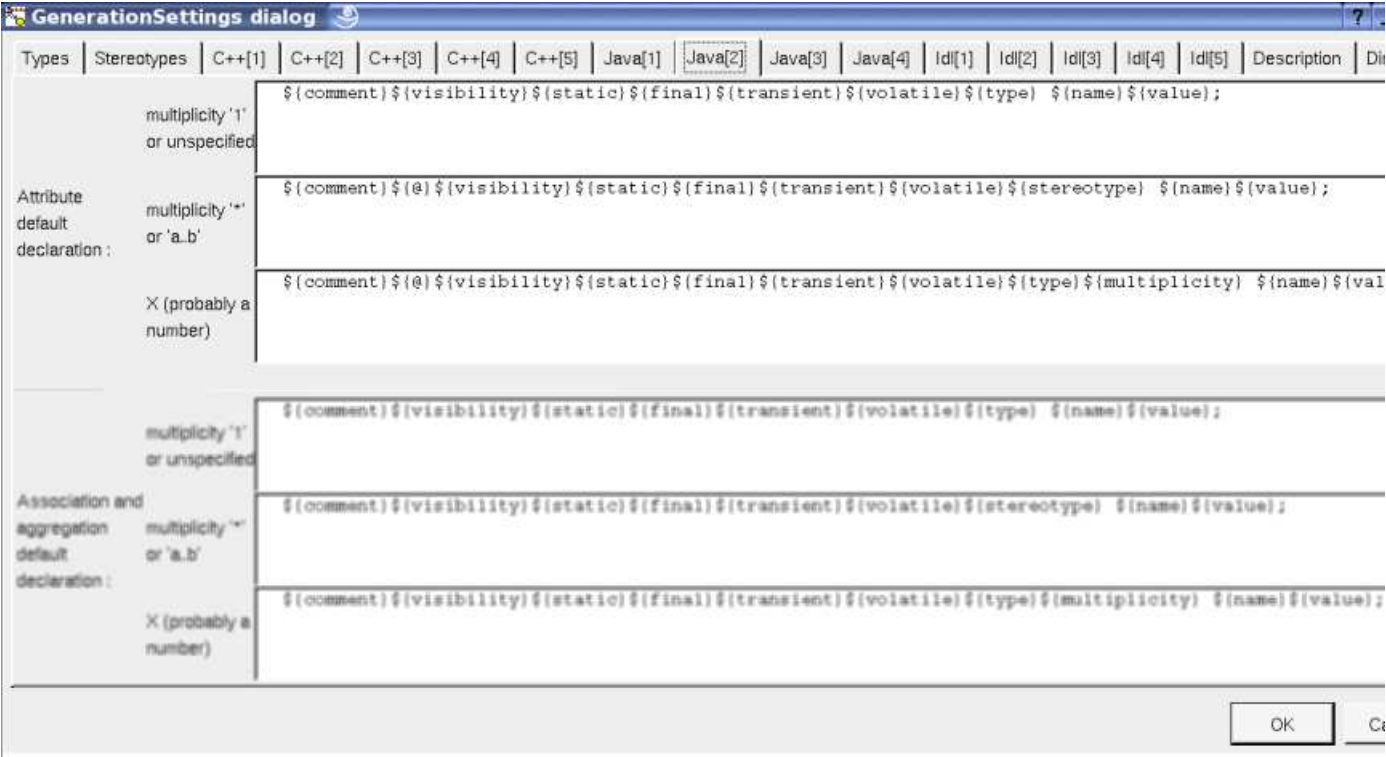 GenerationSettings dialog ?
Types Stereotypes C++[1] C++[2] C++[3] C++[4] C++[5] Java[1] Java[2] Java[3] Java[4] Idl[1] Idl[2] Idl[3] Idl[4] Idl[5] Description Di
Attribute
default
declaration :
multiplicity '1'
or unspecified
${comment}${visibility}${static}${final}${transient}${volatile}${type} ${name}${value};
multiplicity '*'
or 'a..b'
${comment}${@}${visibility}${static}${final}${transient}${volatile}${stereotype} ${name}${value};
X (probably a
number)
${comment}${@}${visibility}${static}${final}${transient}${volatile}${type}${multiplicity} ${name}${val
Association and
aggregation
default
declaration :
multiplicity '1'
or unspecified
${comment}${visibility}${static}${final}${transient}${volatile}${type} ${name}${value};
multiplicity '*'
or 'a..b'
${comment}${visibility}${static}${final}${transient}${volatile}${stereotype} ${name}${value};
X (probably a
number)
${comment}${visibility}${static}${final}${transient}${volatile}${type}${multiplicity} ${name}${value};
OK Ca